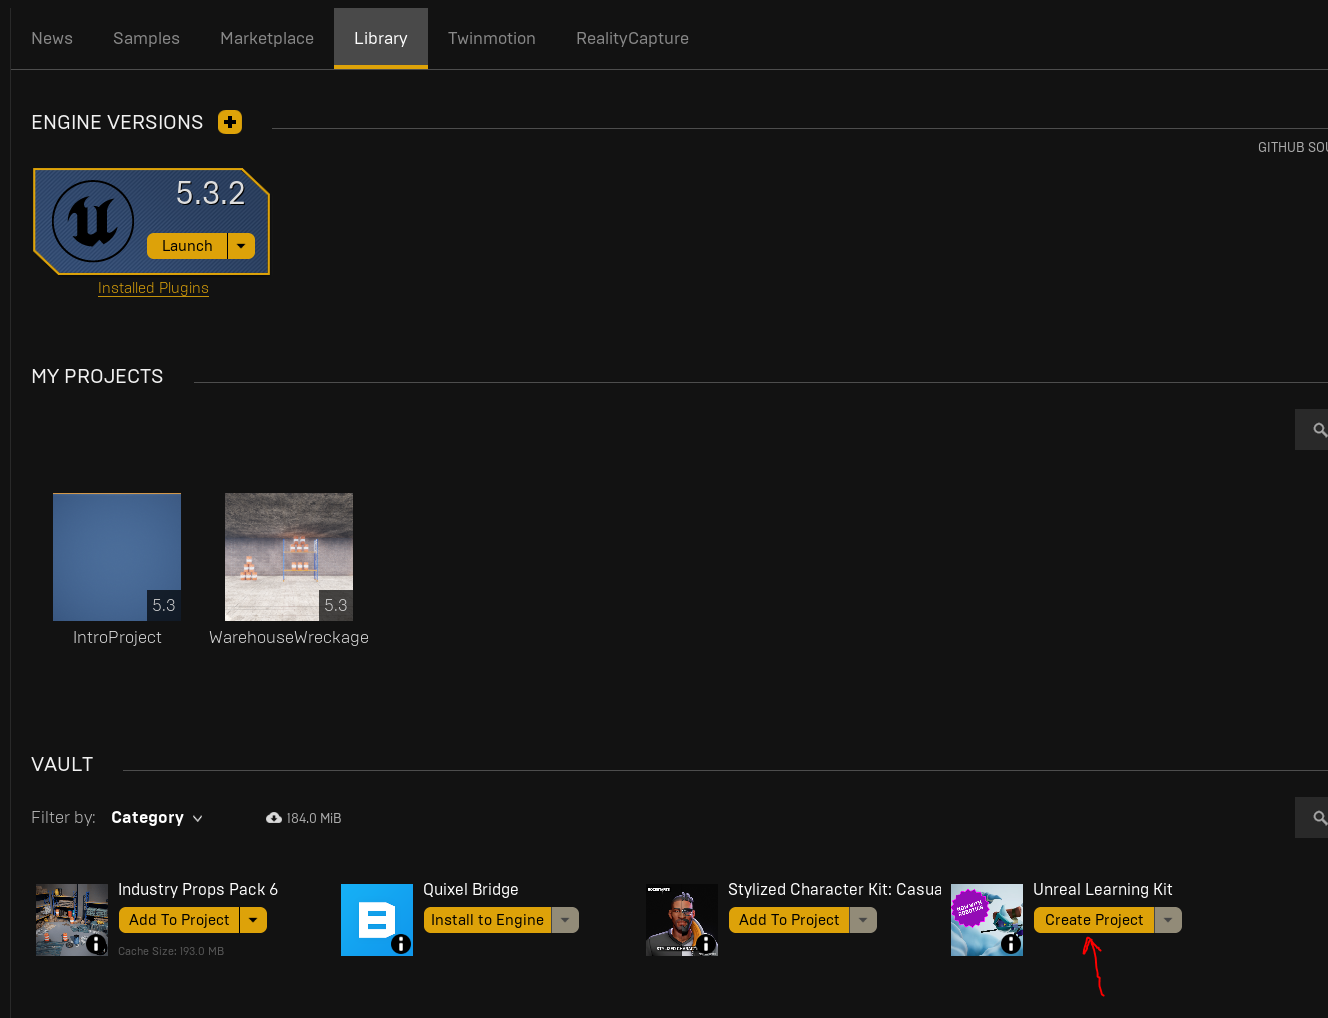 News
Samples
Marketplace
Library
Twinmotion
RealityCapture
ENGINE VERSIONS
GITHUB SOU
5.3.2
Launch
Installed Plugins
MY PROJECTS
5.3
5.3
IntroProject
WarehouseWreckage
VAULT
Filter by: Category
184.0 MiB
Industry Props Pack 6
Add To Project
Cache Size: 193.0 MB
Quixel Bridge
Install to Engine
Stylized Character Kit: Casua
Add To Project
Unreal Learning Kit
Create Project